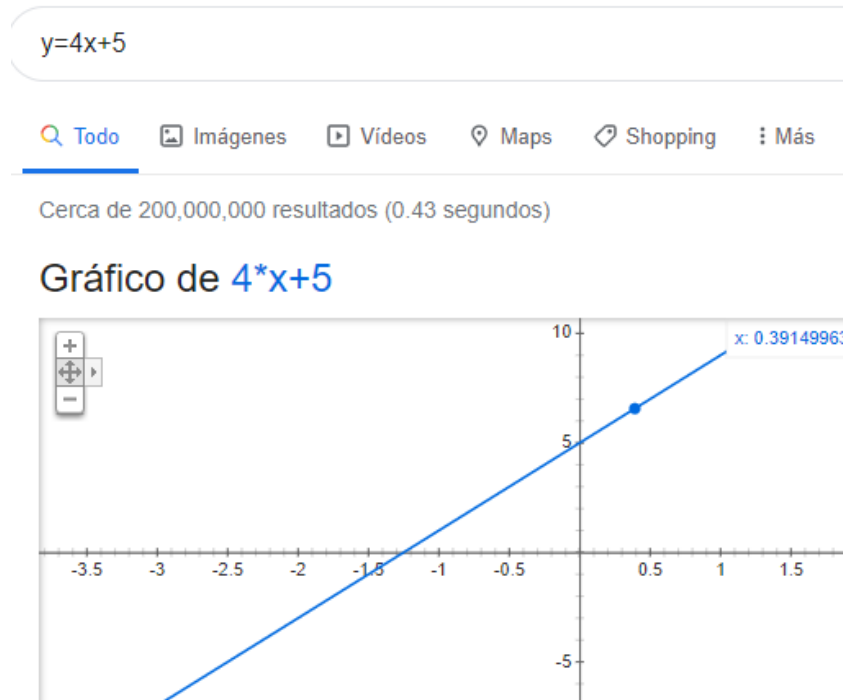 y=4x+5
Todo Imágenes Vídeos Maps Shopping Más
Cerca de 200,000,000 resultados (0.43 segundos)
Gráfico de 4*x+5
10
x: 0.3914996
5
-3.5 -3 -2.5 -2 -1.5 -1 -0.5 0.5 1 1.5
-5